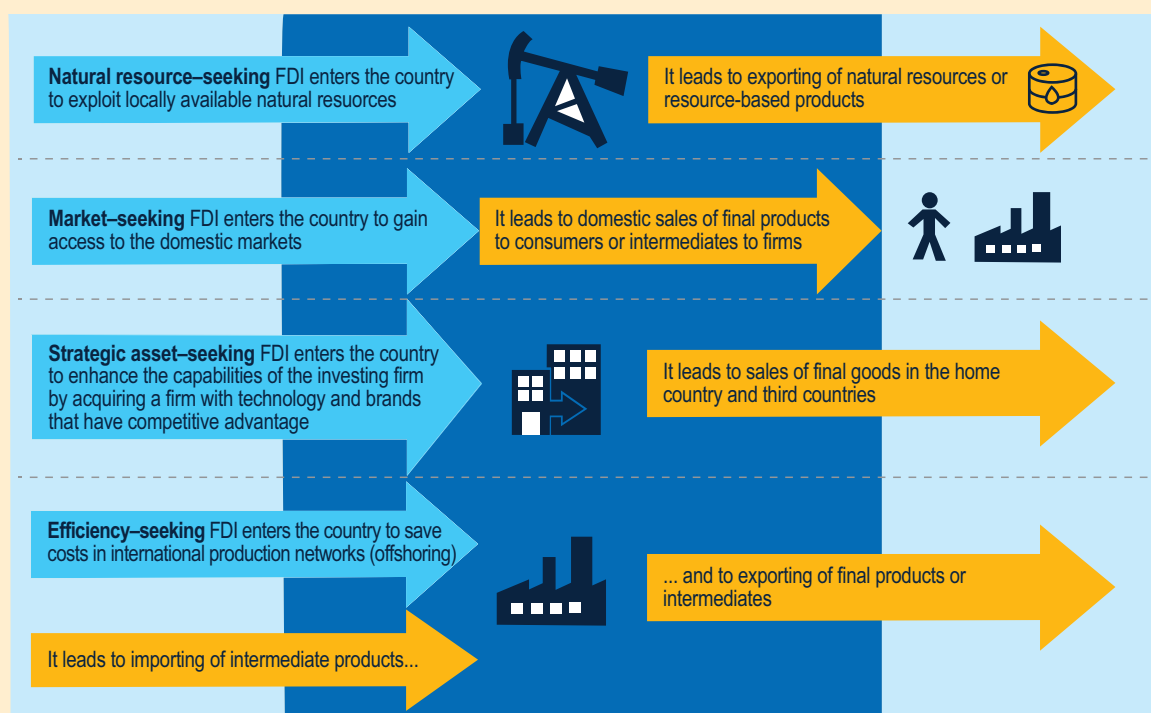 Natural resource–seeking FDI enters the country
to exploit locally available natural resuorces
It leads to exporting of natural resources or
resource-based products
Market–seeking FDI enters the country to gain
access to the domestic markets
It leads to domestic sales of final products
to consumers or intermediates to firms
Strategic asset–seeking FDI enters the country
to enhance the capabilities of the investing firm
by acquiring a firm with technology and brands
that have competitive advantage
It leads to sales of final goods in the home
country and third countries
Efficiency–seeking FDI enters the country to save
costs in international production networks (offshoring)
It leads to importing of intermediate products...
... and to exporting of final products or
intermediates